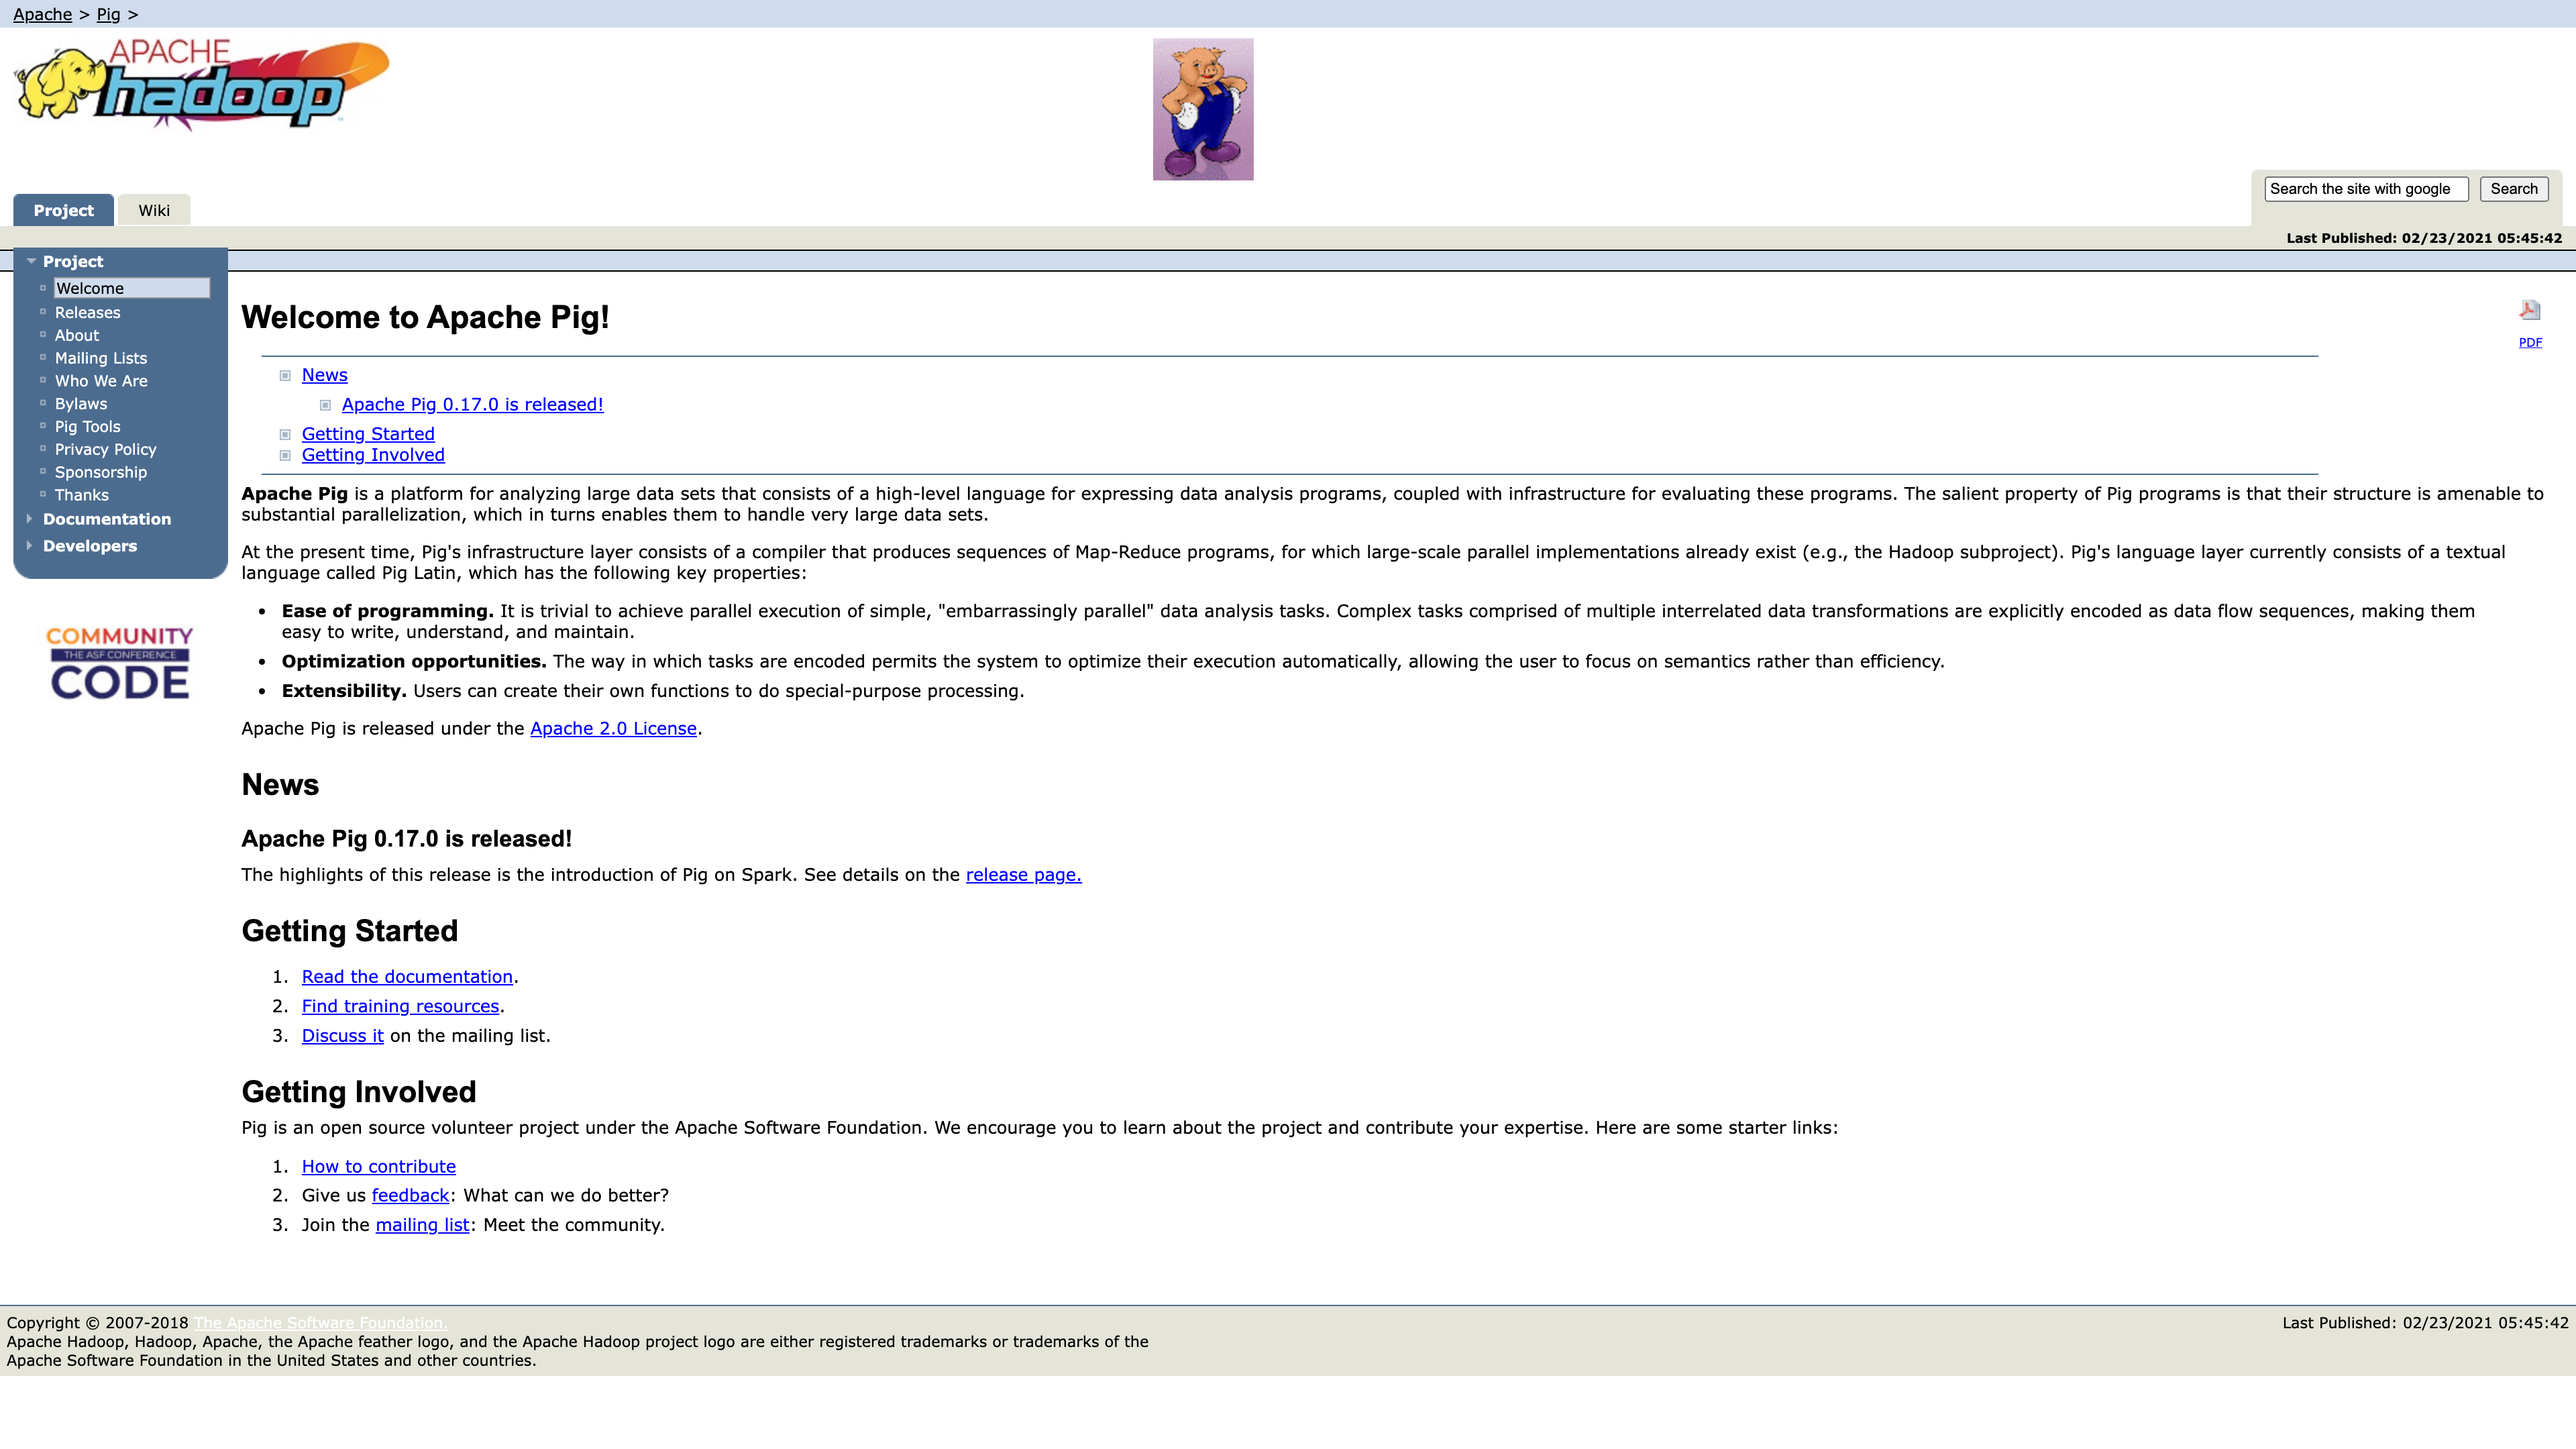 Apache > Pig >
APACHE
hadoop
Project
Wiki
Search the site with google
Search
Last Published: 02/23/2021 05:45:42
Project
Welcome
Releases
About
Mailing Lists
Who We Are
Bylaws
Pig Tools
Privacy Policy
Sponsorship
Thanks
Documentation
Developers
COMMUNITY
THE ASF CONFERENCE
CODE
Welcome to Apache Pig!
PDF
News
Apache Pig 0.17.0 is released!
Getting Started
Getting Involved
Apache Pig is a platform for analyzing large data sets that consists of a high-level language for expressing data analysis programs, coupled with infrastructure for evaluating these programs. The salient property of Pig programs is that their structure is amenable to
substantial parallelization, which in turns enables them to handle very large data sets.
At the present time, Pig's infrastructure layer consists of a compiler that produces sequences of Map-Reduce programs, for which large-scale parallel implementations already exist (e.g., the Hadoop subproject). Pig's language layer currently consists of a textual
language called Pig Latin, which has the following key properties:
• Ease of programming. It is trivial to achieve parallel execution of simple, "embarrassingly parallel" data analysis tasks. Complex tasks comprised of multiple interrelated data transformations are explicitly encoded as data flow sequences, making them
easy to write, understand, and maintain.
• Optimization opportunities. The way in which tasks are encoded permits the system to optimize their execution automatically, allowing the user to focus on semantics rather than efficiency.
• Extensibility. Users can create their own functions to do special-purpose processing.
Apache Pig is released under the Apache 2.0 License.
News
Apache Pig 0.17.0 is released!
The highlights of this release is the introduction of Pig on Spark. See details on the release page.
Getting Started
1. Read the documentation.
2. Find training resources.
3. Discuss it on the mailing list.
Getting Involved
Pig is an open source volunteer project under the Apache Software Foundation. We encourage you to learn about the project and contribute your expertise. Here are some starter links:
1. How to contribute
2. Give us feedback: What can we do better?
3. Join the mailing list: Meet the community.
Copyright © 2007-2018 The Apache Software Foundation.
Last Published: 02/23/2021 05:45:42
Apache Hadoop, Hadoop, Apache, the Apache feather logo, and the Apache Hadoop project logo are either registered trademarks or trademarks of the
Apache Software Foundation in the United States and other countries.